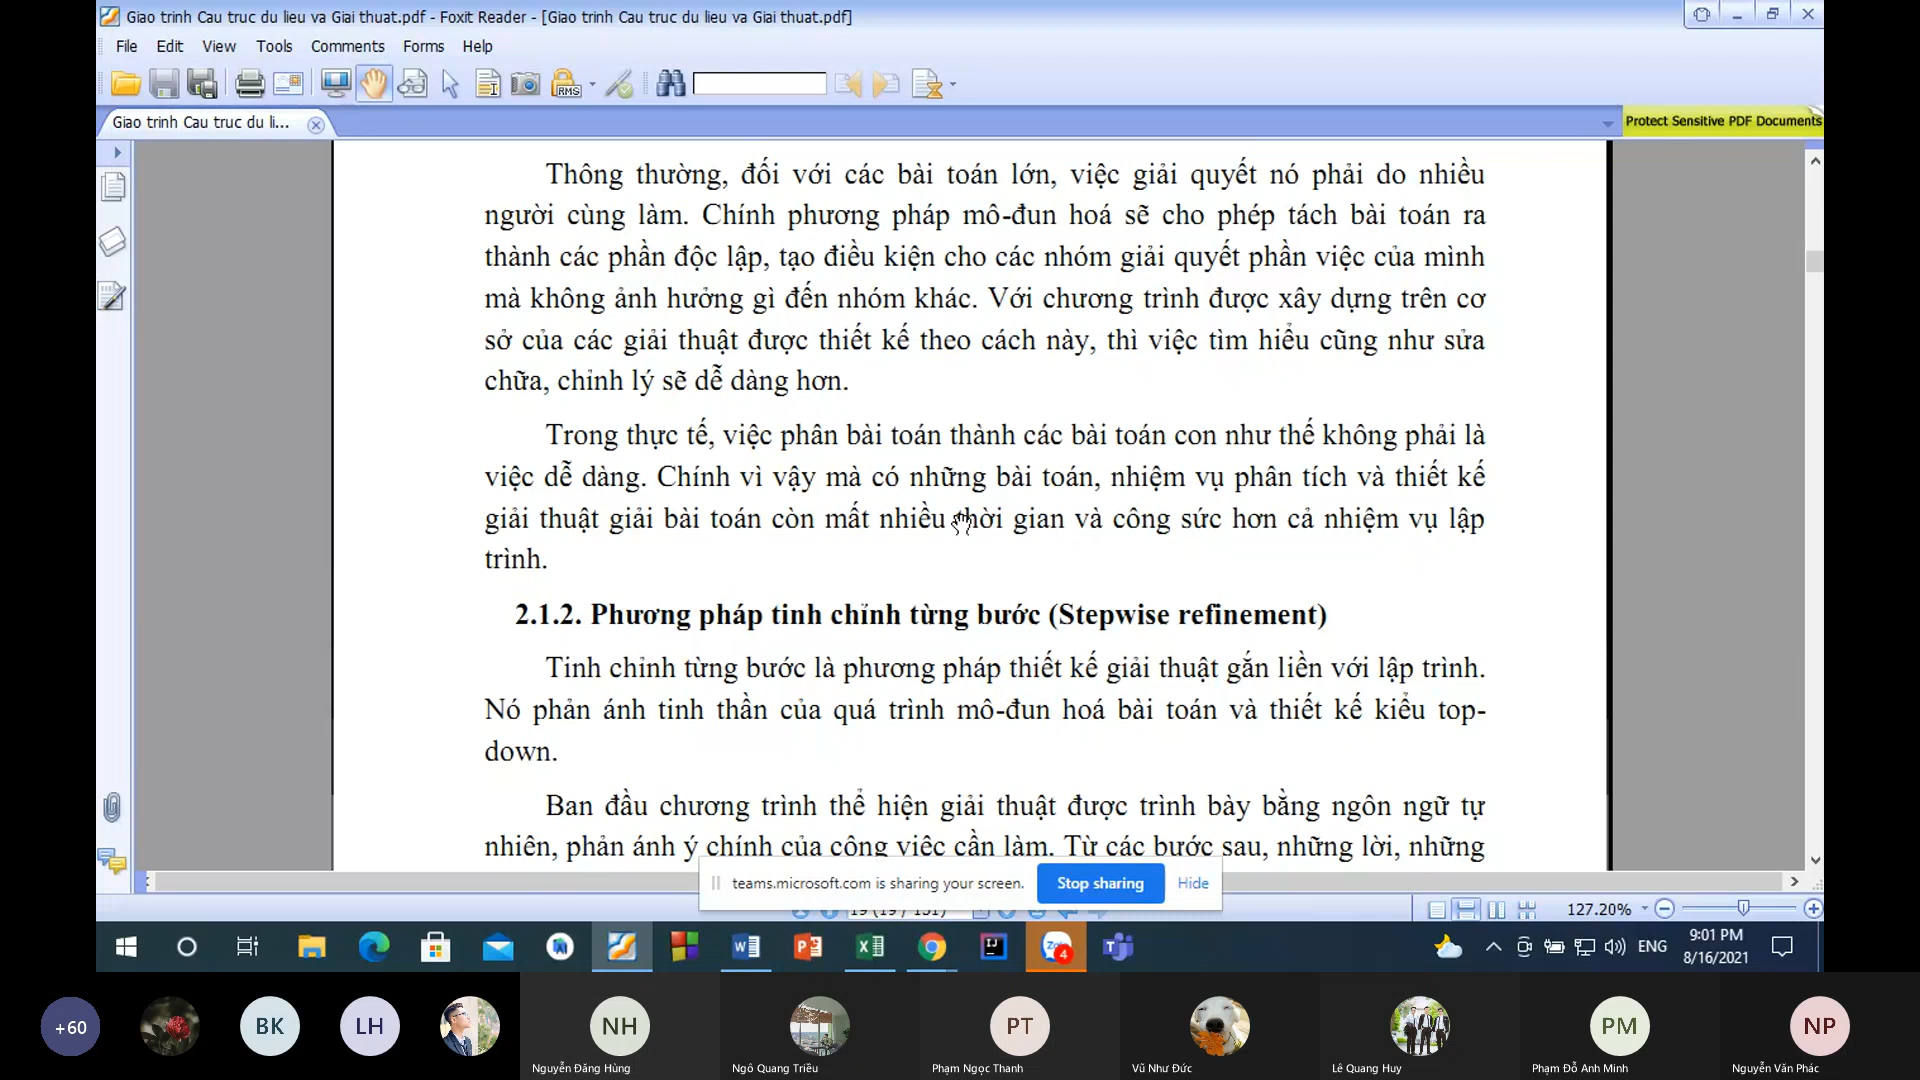 Giao trinh Cau truc du lieu va Giai thuat.pdf - Foxit Reader - [Giao trinh Cau truc du lieu va Giai thuat.pdf]
File Edit View Tools Comments Forms Help
RMS
Giao trinh Cau truc du li...
Protect Sensitive PDF Documents
Thông thường, đối với các bài toán lớn, việc giải quyết nó phải do nhiều
người cùng làm. Chính phương pháp mô-đun hoá sẽ cho phép tách bài toán ra
thành các phần độc lập, tạo điều kiện cho các nhóm giải quyết phần việc của mình
mà không ảnh hưởng gì đến nhóm khác. Với chương trình được xây dựng trên cơ
sở của các giải thuật được thiết kế theo cách này, thì việc tìm hiểu cũng như sửa
chữa, chỉnh lý sẽ dễ dàng hơn.
Trong thực tế, việc phân bài toán thành các bài toán con như thế không phải là
việc dễ dàng. Chính vì vậy mà có những bài toán, nhiệm vụ phân tích và thiết kế
giải thuật giải bài toán còn mất nhiều thời gian và công sức hơn cả nhiệm vụ lập
trình.
2.1.2. Phương pháp tinh chỉnh từng bước (Stepwise refinement)
Tinh chỉnh từng bước là phương pháp thiết kế giải thuật gắn liền với lập trình.
Nó phản ánh tinh thần của quá trình mô-đun hoá bài toán và thiết kế kiểu top-
down.
Ban đầu chương trình thể hiện giải thuật được trình bày bằng ngôn ngữ tự
nhiên, phản ánh ý chính của công việc cần làm. Từ các bước sau, những lời, những
teams.microsoft.com is sharing your screen. Stop sharing Hide
19 (19 / 151)
127.20%
ENG
9:01 PM
8/16/2021
4
+60
BK
LH
NH
PT
PM
NP
Nguyễn Đăng Hùng
Ngô Quang Triều
Phạm Ngọc Thanh
Vũ Như Đức
Lê Quang Huy
Phạm Đỗ Anh Minh
Nguyễn Văn Phác